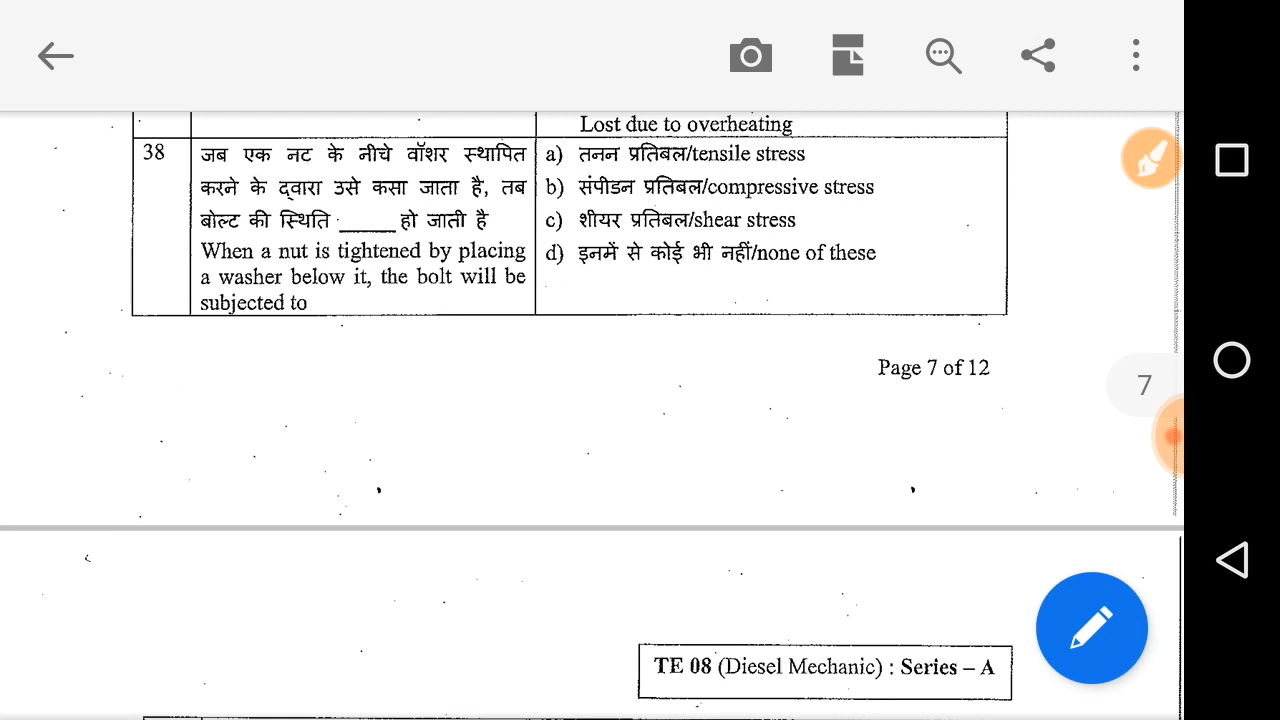 Lost due to overheating
38
जब एक नट के नीचे वॉशर स्थापित
करने के द्वारा उसे कसा जाता है, तब
बोल्ट की स्थिति _____ हो जाती है
When a nut is tightened by placing
a washer below it, the bolt will be
subjected to
a) तनन प्रतिबल/tensile stress
b) संपीडन प्रतिबल/compressive stress
c) शीयर प्रतिबल/shear stress
d) इनमें से कोई भी नहीं/none of these
Page 7 of 12
7
TE 08 (Diesel Mechanic) : Series – A